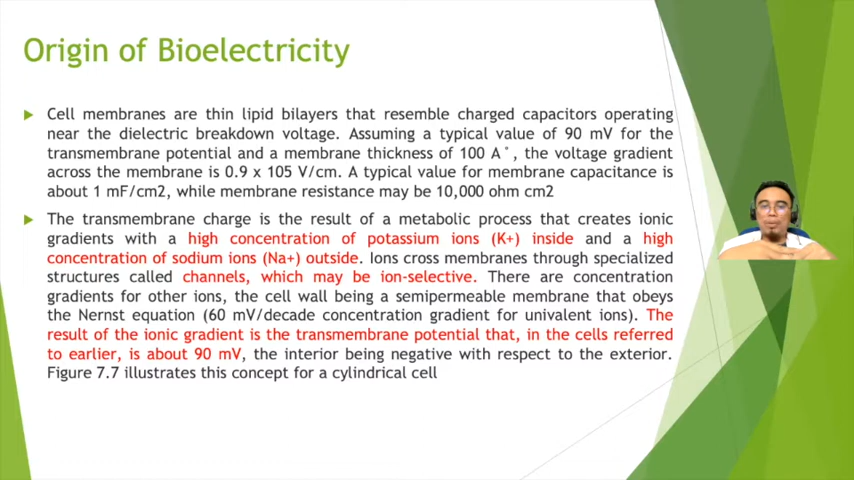 Origin of Bioelectricity
Cell membranes are thin lipid bilayers that resemble charged capacitors operating
near the dielectric breakdown voltage. Assuming a typical value of 90 mV for the
transmembrane potential and a membrane thickness of 100 A˚, the voltage gradient
across the membrane is 0.9 x 105 V/cm. A typical value for membrane capacitance is
about 1 mF/cm2, while membrane resistance may be 10,000 ohm cm2
The transmembrane charge is the result of a metabolic process that creates ionic
gradients with a high concentration of potassium ions (K+) inside and a high
concentration of sodium ions (Na+) outside. Ions cross membranes through specialized
structures called channels, which may be ion-selective. There are concentration
gradients for other ions, the cell wall being a semipermeable membrane that obeys
the Nernst equation (60 mV/decade concentration gradient for univalent ions). The
result of the ionic gradient is the transmembrane potential that, in the cells referred
to earlier, is about 90 mV, the interior being negative with respect to the exterior.
Figure 7.7 illustrates this concept for a cylindrical cell